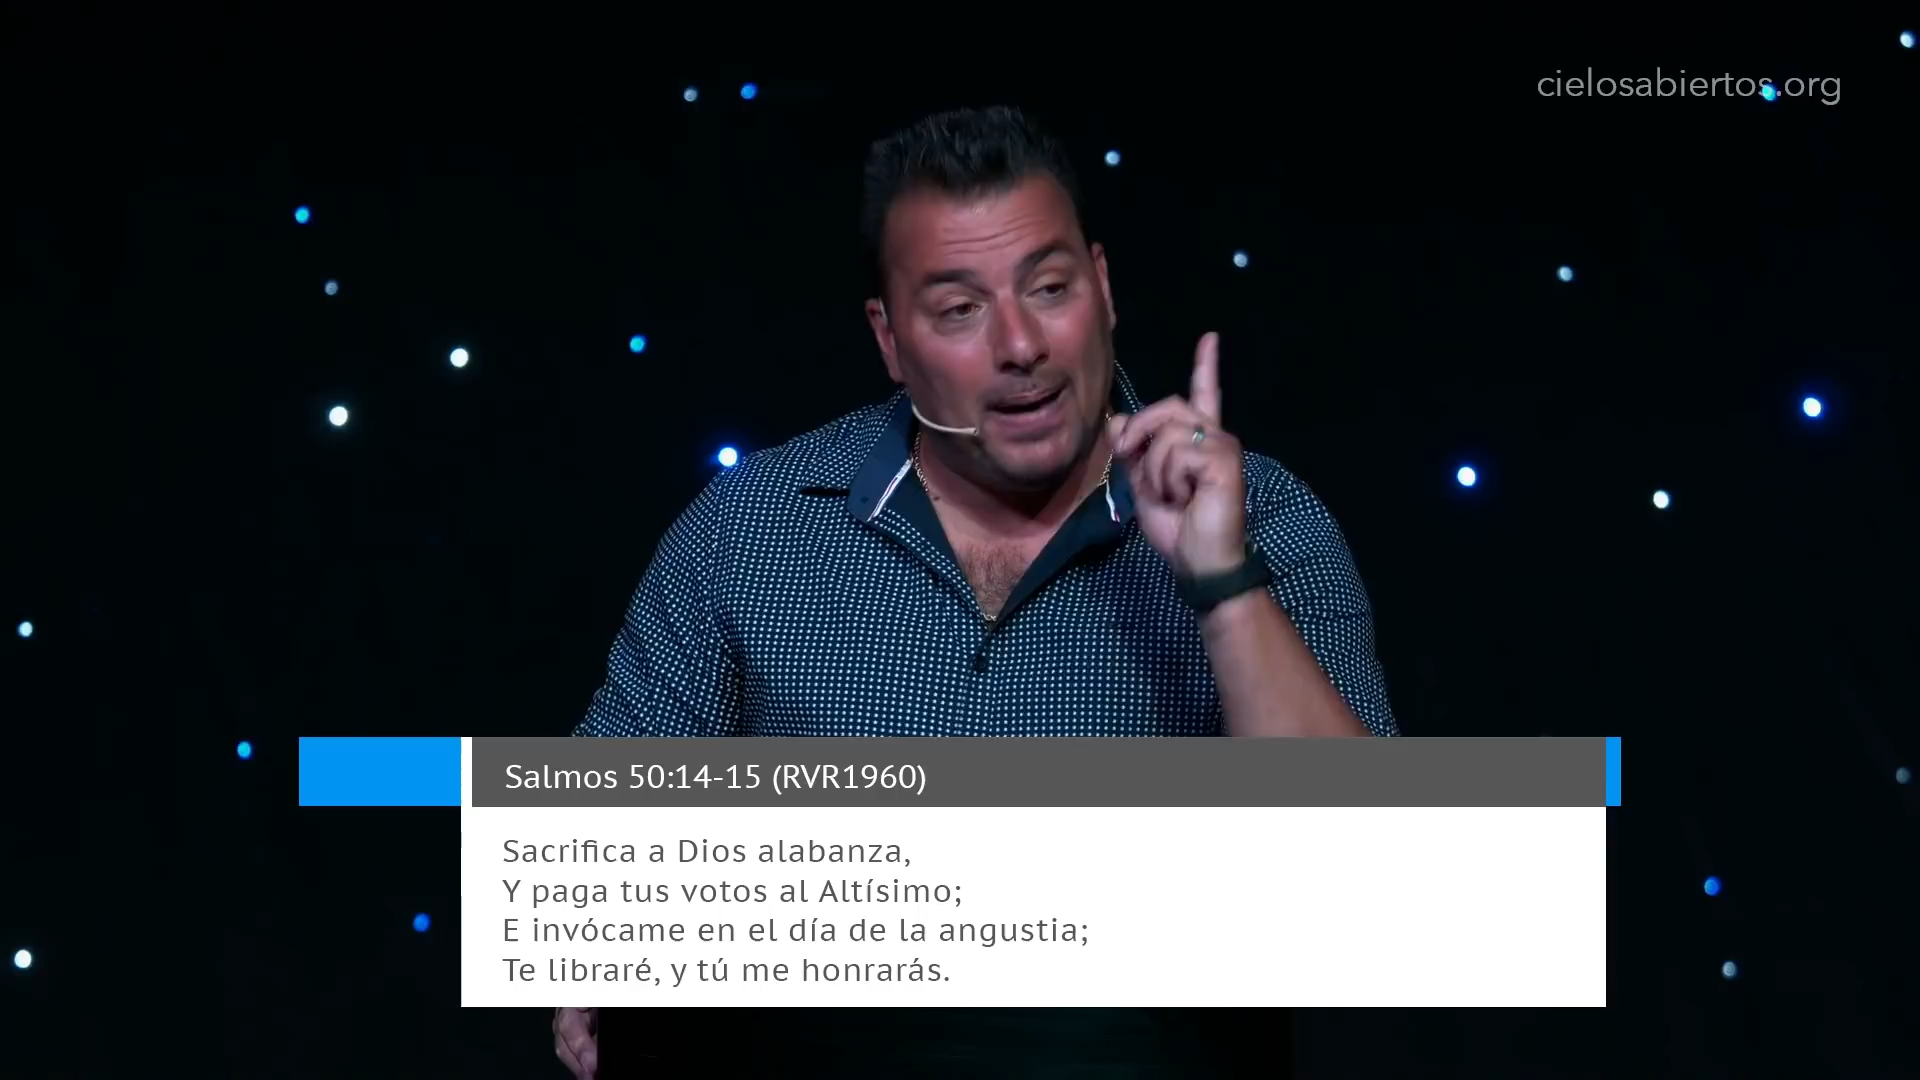 cielosabiertos.org
Salmos 50:14-15 (RVR1960)
Sacrifica a Dios alabanza,
Y paga tus votos al Altísimo;
E invócame en el día de la angustia;
Te libraré, y tú me honrarás.